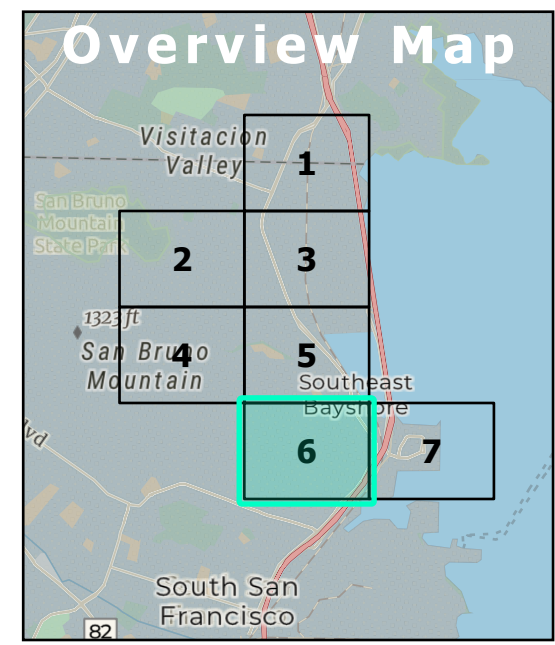 Overview Map
Visitacion
Valley
1
San Bruno
Mountain
State Park
2
3
1323 ft
San Bruno
Mountain
4
5
Southeast
Bayshore
lvd
6
7
South San
Francisco
82